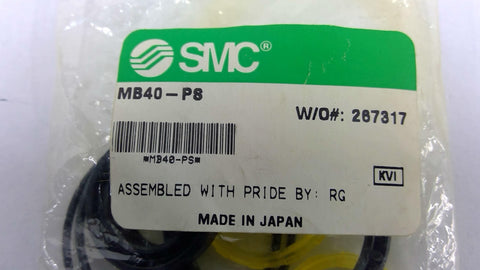 SMC®
MB40-PS
W/O#: 267317
*MB40-PS*
KVI
ASSEMBLED WITH PRIDE BY: RG
MADE IN JAPAN